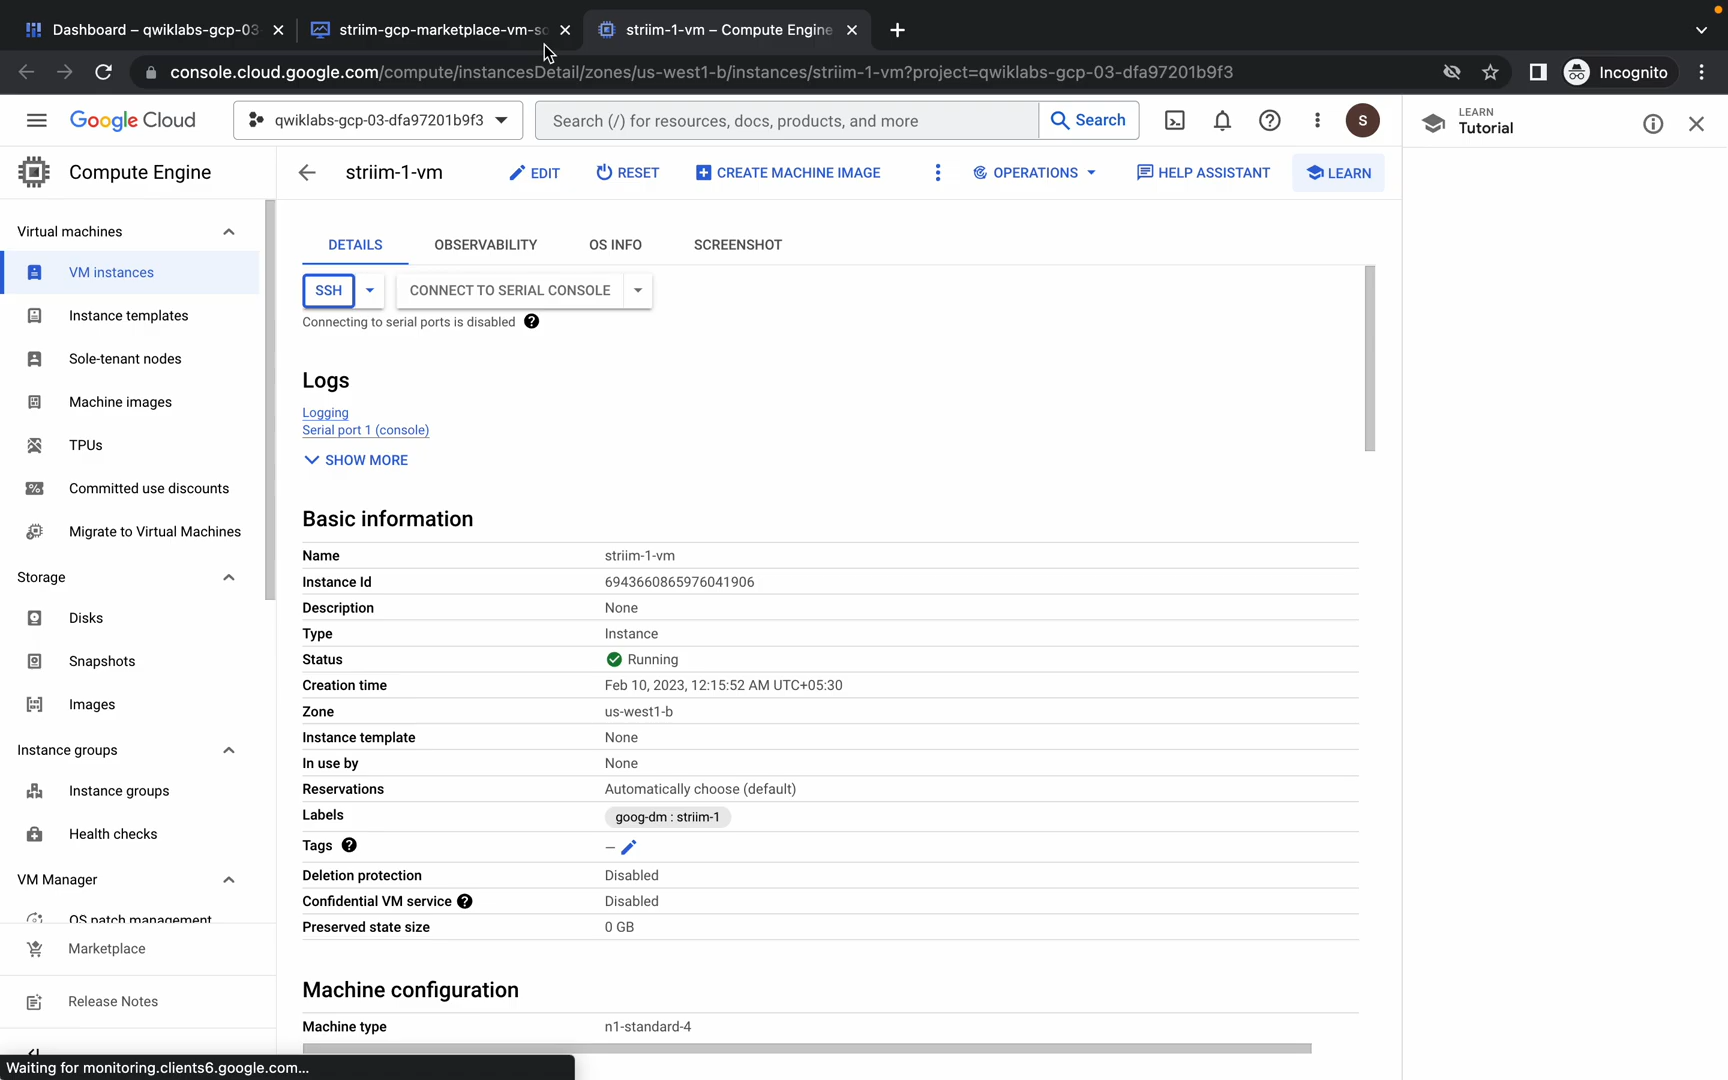 Dashboard – qwiklabs-gcp-03
striim-gcp-marketplace-vm-so
striim-1-vm – Compute Engine
console.cloud.google.com/compute/instancesDetail/zones/us-west1-b/instances/striim-1-vm?project=qwiklabs-gcp-03-dfa97201b9f3
Incognito
Google Cloud
qwiklabs-gcp-03-dfa97201b9f3
Search (/) for resources, docs, products, and more
Search
S
LEARN
Tutorial
Compute Engine
striim-1-vm
EDIT
RESET
CREATE MACHINE IMAGE
OPERATIONS
HELP ASSISTANT
LEARN
Virtual machines
VM instances
Instance templates
Sole-tenant nodes
Machine images
TPUs
Committed use discounts
Migrate to Virtual Machines
Storage
Disks
Snapshots
Images
Instance groups
Instance groups
Health checks
VM Manager
OS patch management
Marketplace
Release Notes
DETAILS
OBSERVABILITY
OS INFO
SCREENSHOT
SSH
CONNECT TO SERIAL CONSOLE
Connecting to serial ports is disabled
Logs
Logging
Serial port 1 (console)
SHOW MORE
Basic information
Name striim-1-vm
Instance Id 6943660865976041906
Description None
Type Instance
Status Running
Creation time Feb 10, 2023, 12:15:52 AM UTC+05:30
Zone us-west1-b
Instance template None
In use by None
Reservations Automatically choose (default)
Labels goog-dm : striim-1
Tags –
Deletion protection Disabled
Confidential VM service Disabled
Preserved state size 0 GB
Machine configuration
Machine type n1-standard-4
Waiting for monitoring.clients6.google.com...